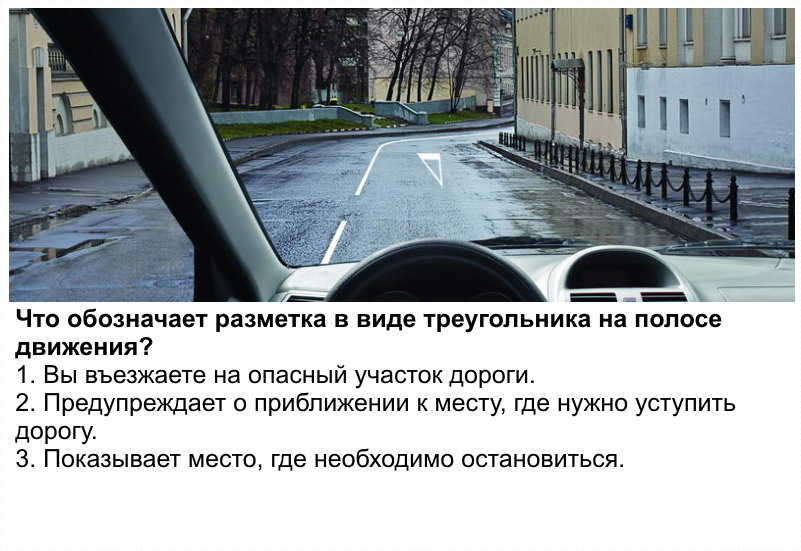 Что обозначает разметка в виде треугольника на полосе
движения?
1. Вы въезжаете на опасный участок дороги.
2. Предупреждает о приближении к месту, где нужно уступить
дорогу.
3. Показывает место, где необходимо остановиться.